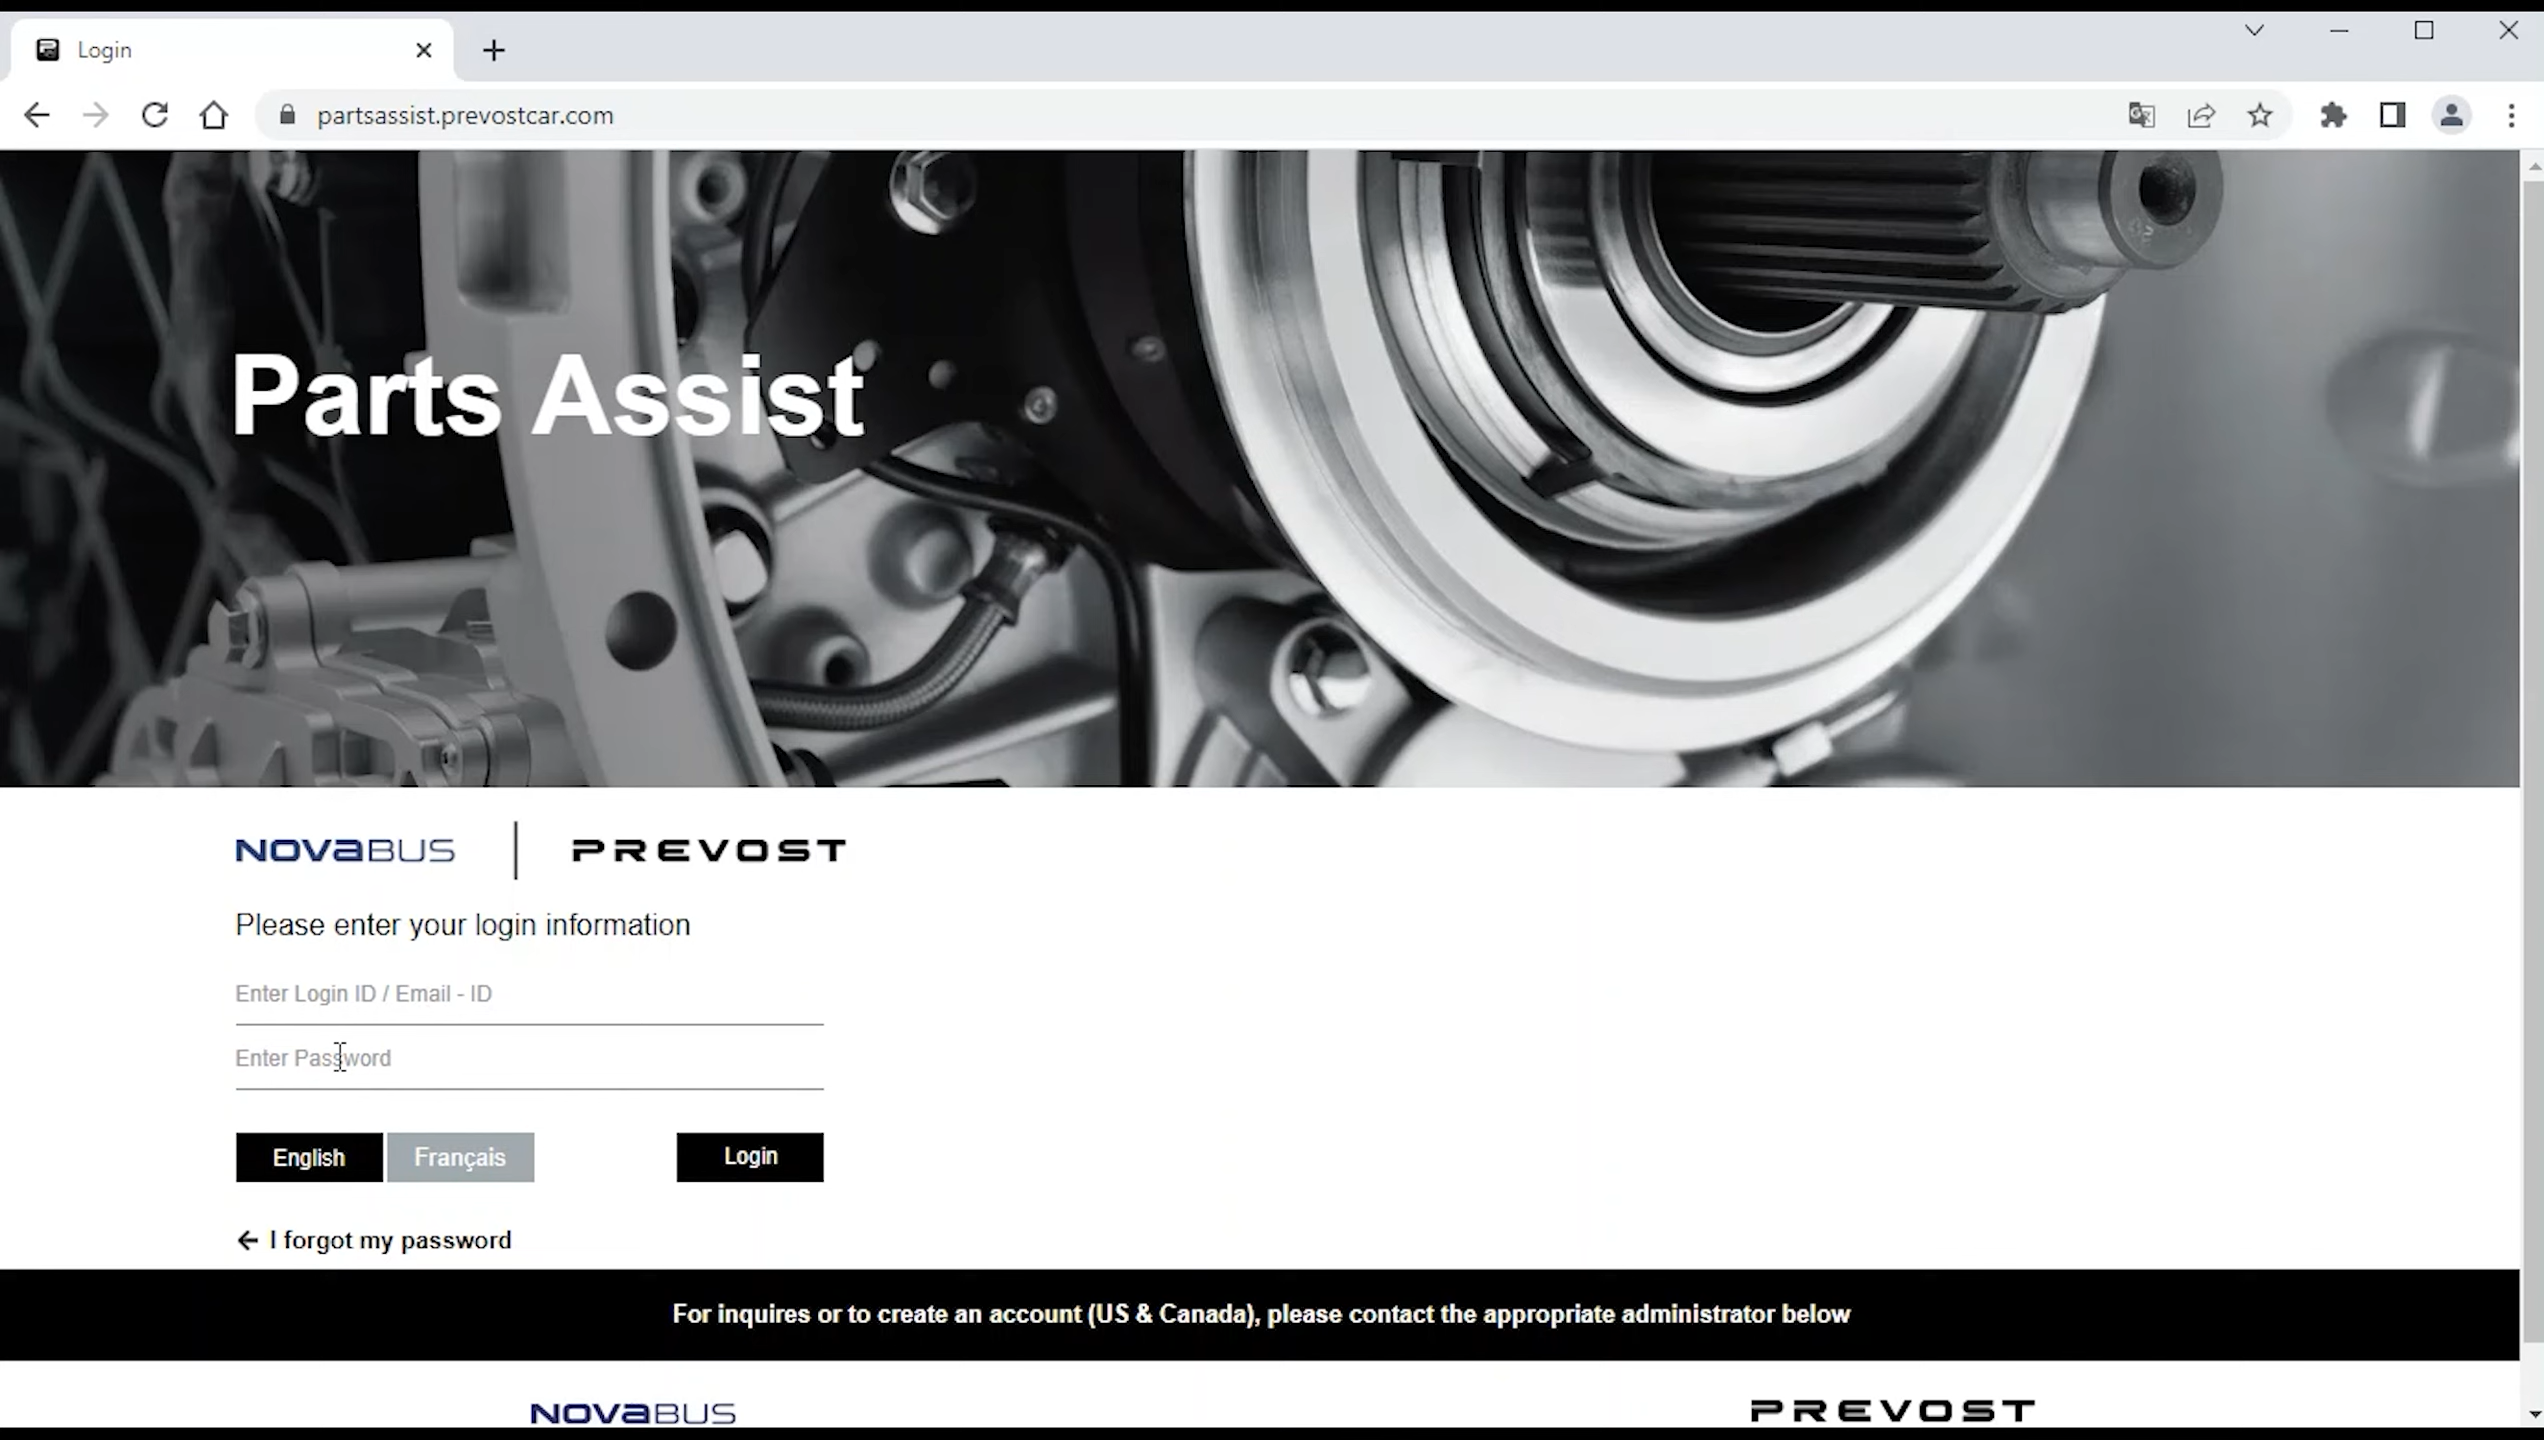 Login
partsassist.prevostcar.com
Parts Assist
NOVABUS | PREVOST
Please enter your login information
Enter Login ID / Email - ID
Enter Password
English Français Login
I forgot my password
For inquires or to create an account (US & Canada), please contact the appropriate administrator below
NOVABUS PREVOST